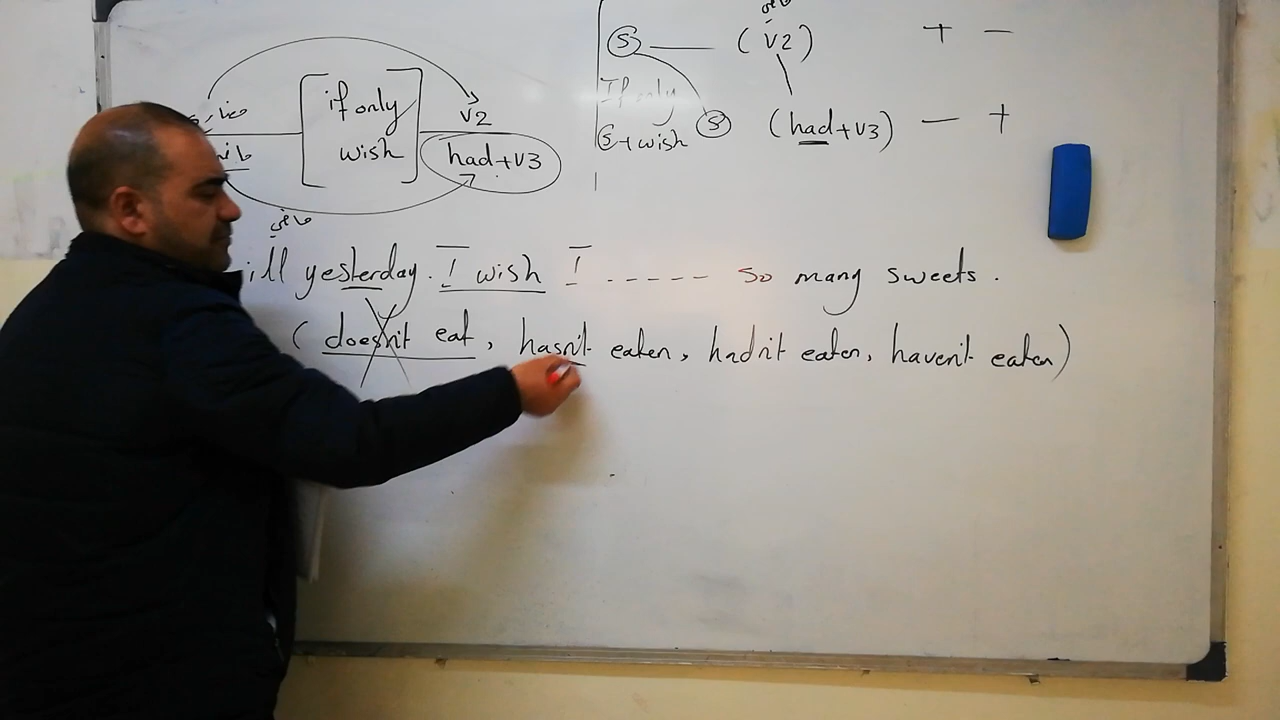 if only
wish
V2
had+V3
ماضي
S (V2) + -
If only
S+wish S (had+V3) - +
ill yesterday. I wish I ----- so many sweets.
(doesn't eat, hasn't eaten, hadn't eaten, haven't eaten)